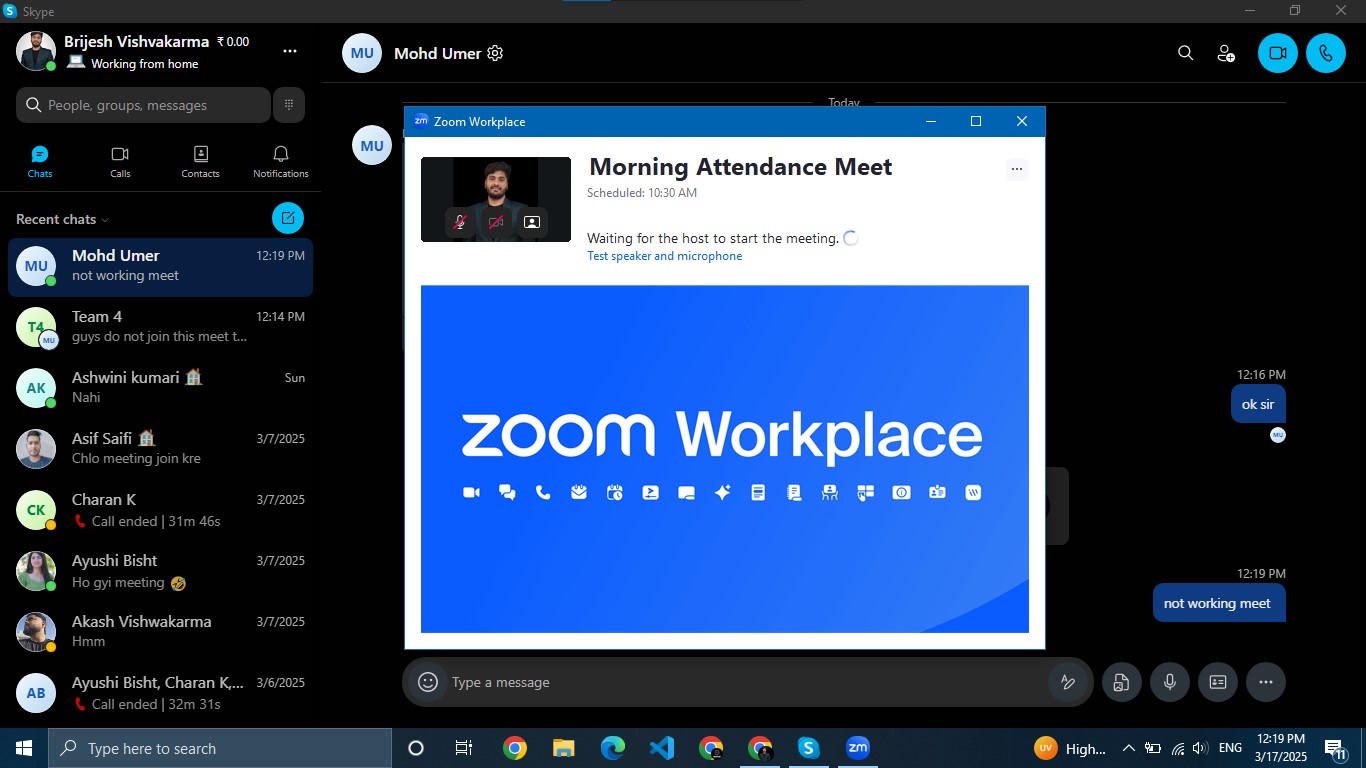 Skype
Brijesh Vishvakarma ₹ 0.00
Working from home
People, groups, messages
Chats
Calls
Contacts
Notifications
Recent chats
MU
Mohd Umer
12:19 PM
not working meet
T4
MU
Team 4
12:14 PM
guys do not join this meet t...
AK
Ashwini kumari
Sun
Nahi
Asif Saifi
3/7/2025
Chlo meeting join kre
CK
Charan K
3/7/2025
Call ended | 31m 46s
Ayushi Bisht
3/7/2025
Ho gyi meeting
Akash Vishwakarma
3/7/2025
Hmm
AB
Ayushi Bisht, Charan K,...
3/6/2025
Call ended | 32m 31s
MU
Mohd Umer
Today
MU
zm
Zoom Workplace
Morning Attendance Meet
Scheduled: 10:30 AM
Waiting for the host to start the meeting.
Test speaker and microphone
zoom Workplace
12:16 PM
ok sir
MU
12:19 PM
not working meet
Type a message
Type here to search
zm
UV
High...
ENG
12:19 PM
3/17/2025
11